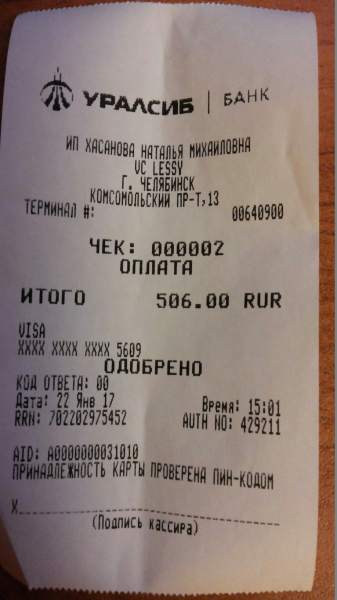 УРАЛСИБ | БАНК
ИП ХАСАНОВА НАТАЛЬЯ МИХАИЛОВНА
VC LESSY
Г. ЧЕЛЯБИНСК
КОМСОМОЛЬСКИЙ ПР-Т,13
ТЕРМИНАЛ #: 00640900
ЧЕК: 000002
ОПЛАТА
ИТОГО 506.00 RUR
VISA
XXXX XXXX XXXX 5609
ОДОБРЕНО
КОД ОТВЕТА: 00
Дата: 22 Янв 17 Время: 15:01
RRN: 702202975452 AUTH NO: 429211
AID: A0000000031010
ПРИНАДЛЕЖНОСТЬ КАРТЫ ПРОВЕРЕНА ПИН-КОДОМ
X
(Подпись кассира)